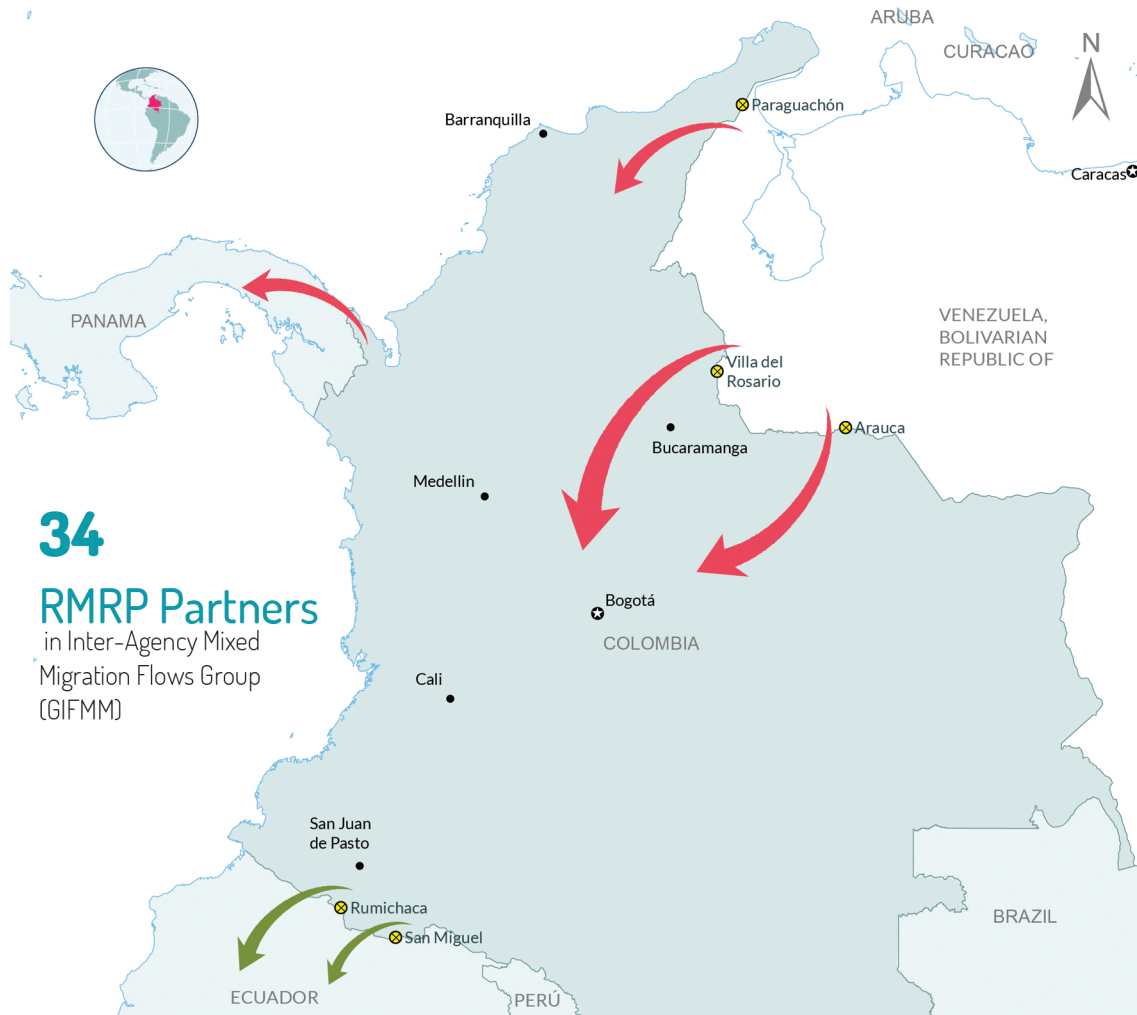 ARUBA
CURACAO
N
Paraguachón
Barranquilla
Caracas
PANAMA
VENEZUELA,
BOLIVARIAN
REPUBLIC OF
Villa del
Rosario
Arauca
Bucaramanga
Medellin
34
RMRP Partners
in Inter-Agency Mixed
Migration Flows Group
(GIFMM)
Bogotá
COLOMBIA
Cali
San Juan
de Pasto
Rumichaca
San Miguel
BRAZIL
ECUADOR
PERÚ